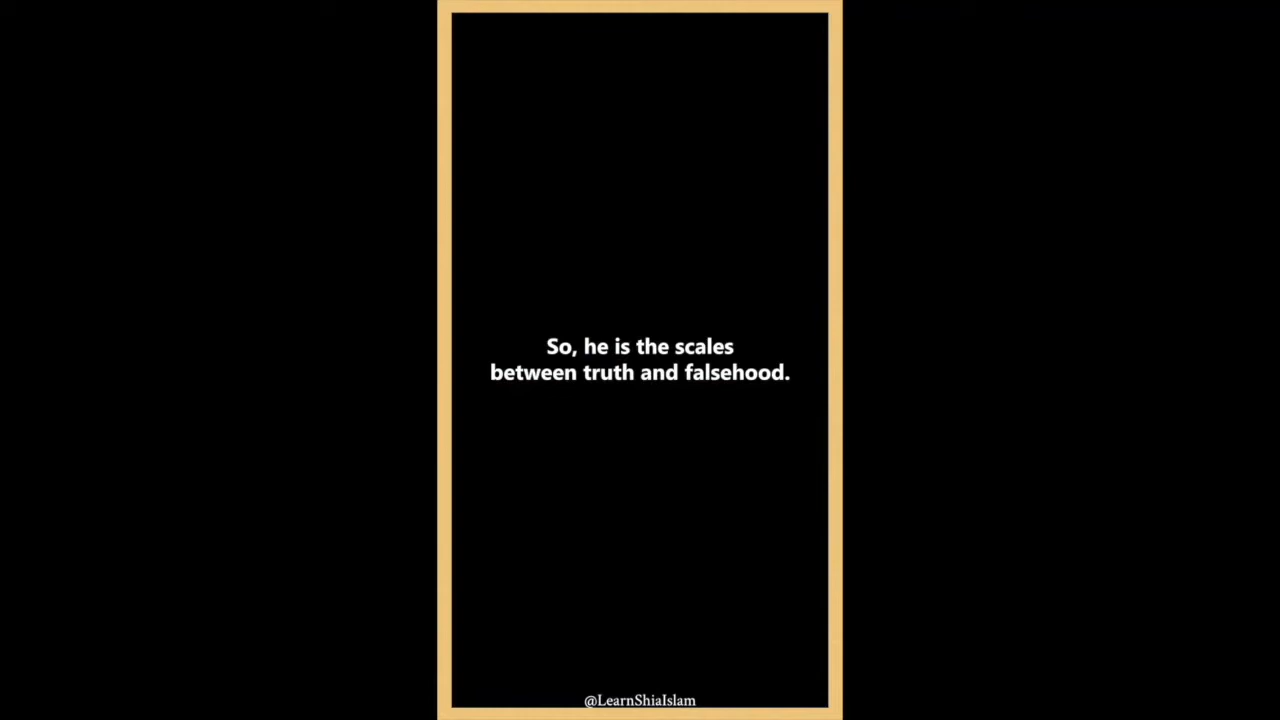 So, he is the scales
between truth and falsehood.
@LearnShiaIslam